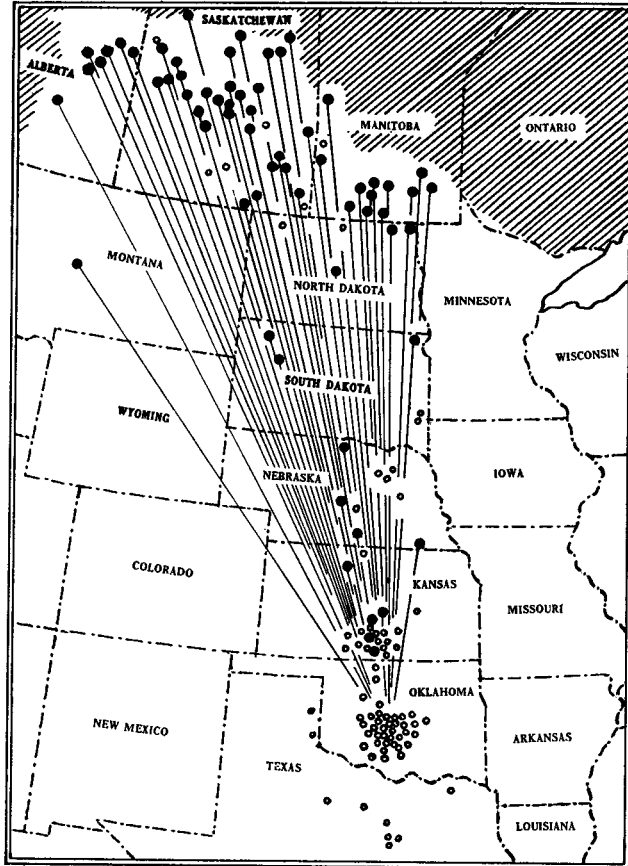 SASKATCHEWAN
ALBERTA
MANITOBA
ONTARIO
MONTANA
NORTH DAKOTA
MINNESOTA
WISCONSIN
SOUTH DAKOTA
WYOMING
NEBRASKA
IOWA
COLORADO
KANSAS
MISSOURI
OKLAHOMA
NEW MEXICO
ARKANSAS
TEXAS
LOUISIANA